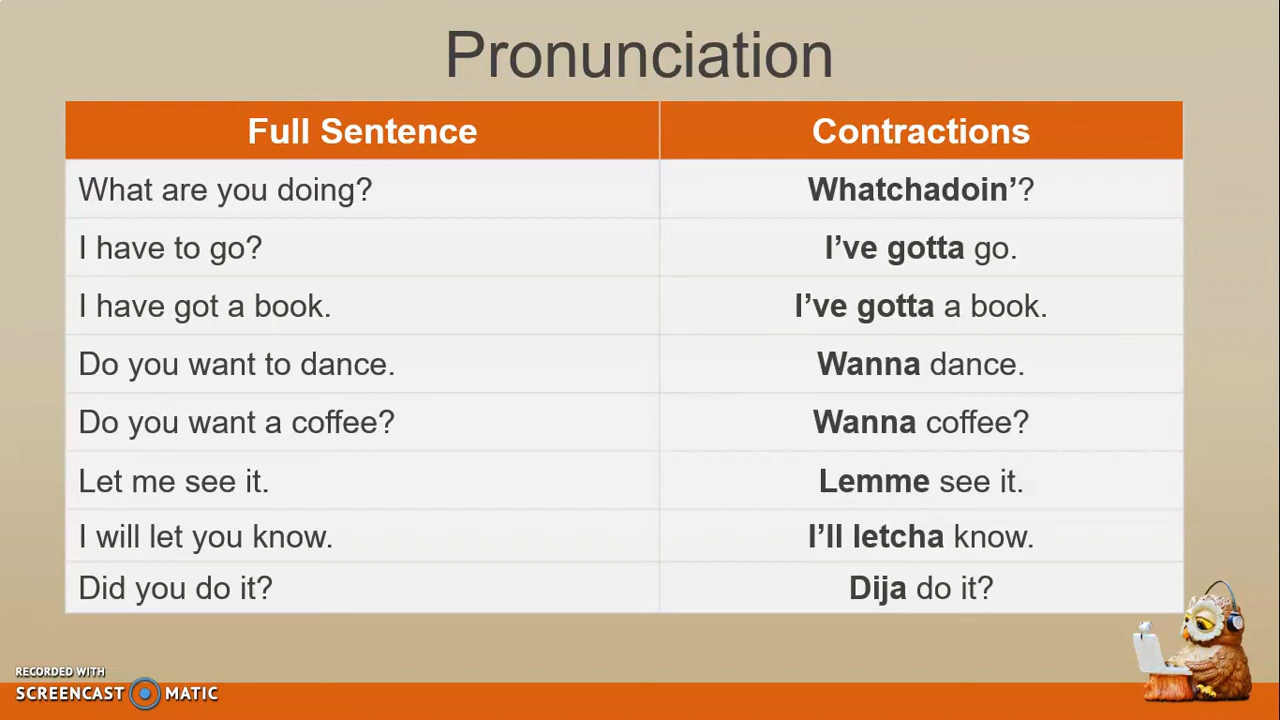 Pronunciation
Full Sentence Contractions
What are you doing? Whatchadoin’?
I have to go? I’ve gotta go.
I have got a book. I’ve gotta a book.
Do you want to dance. Wanna dance.
Do you want a coffee? Wanna coffee?
Let me see it. Lemme see it.
I will let you know. I’ll letcha know.
Did you do it? Dija do it?
RECORDED WITH
SCREENCAST MATIC